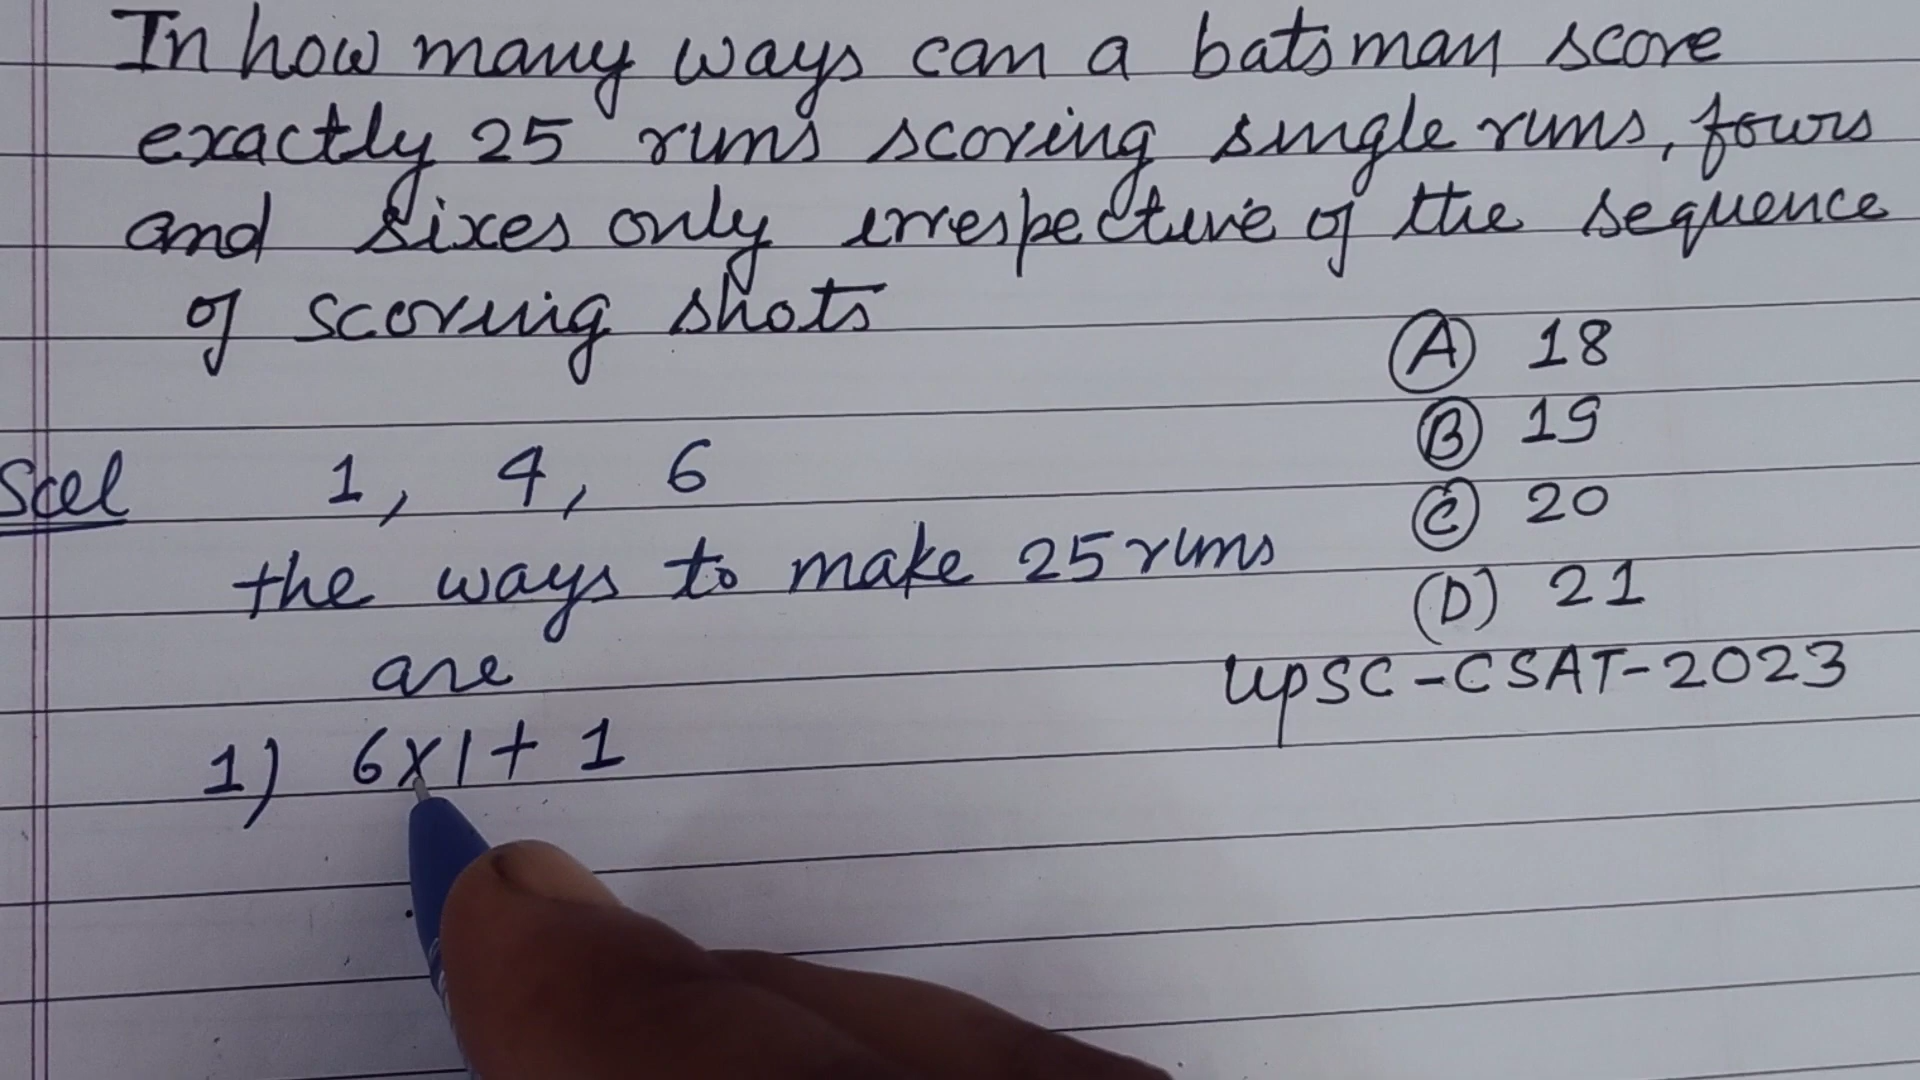 In how many ways can a batsman score
exactly 25 runs scoring single runs, fours
and sixes only irrespective of the sequence
of scoring shots
(A) 18
(B) 19
(C) 20
(D) 21
UPSC-CSAT-2023
Sol 1, 4, 6
the ways to make 25 runs
are
1) 6x1+ 1